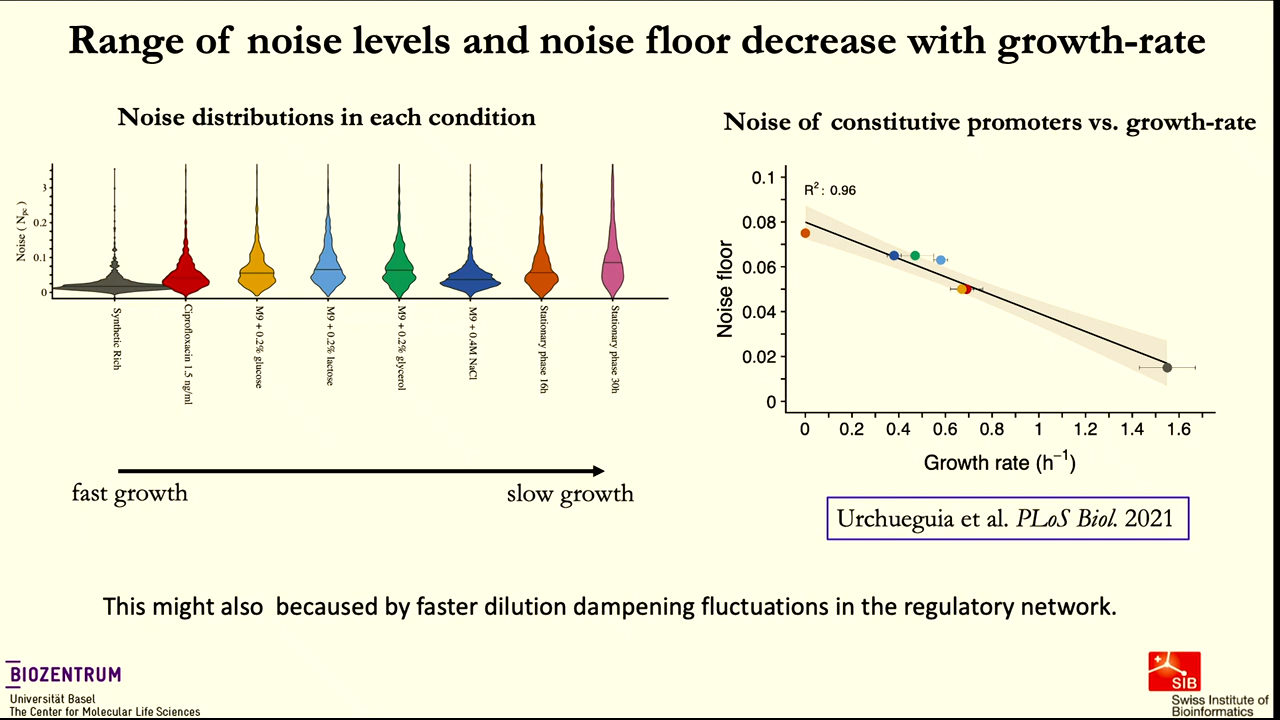 Range of noise levels and noise floor decrease with growth-rate
Noise distributions in each condition
Noise ( Npc )
3
0.2
0.1
0
Synthetic Rich
Ciprofloxacin 1.5 ng/ml
M9 + 0.2% glucose
M9 + 0.2% lactose
M9 + 0.2% glycerol
M9 + 0.4M NaCl
Stationary phase 16h
Stationary phase 30h
fast growth
slow growth
Noise of constitutive promoters vs. growth-rate
R²: 0.96
Noise floor
0.1
0.08
0.06
0.04
0.02
0
0 0.2 0.4 0.6 0.8 1 1.2 1.4 1.6
Growth rate (h⁻¹)
Urchueguia et al. PLoS Biol. 2021
This might also becaused by faster dilution dampening fluctuations in the regulatory network.
BIOZENTRUM
Universität Basel
The Center for Molecular Life Sciences
SIB
Swiss Institute of
Bioinformatics